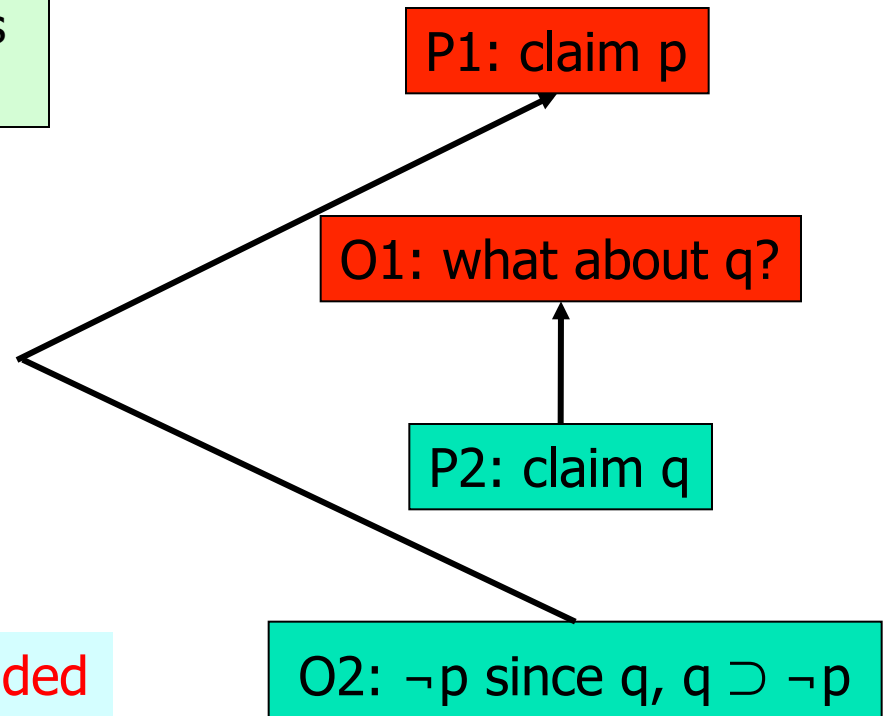 P1: claim p
O1: what about q?
P2: claim q
ded
O2: ¬p since q, q ⊃ ¬p